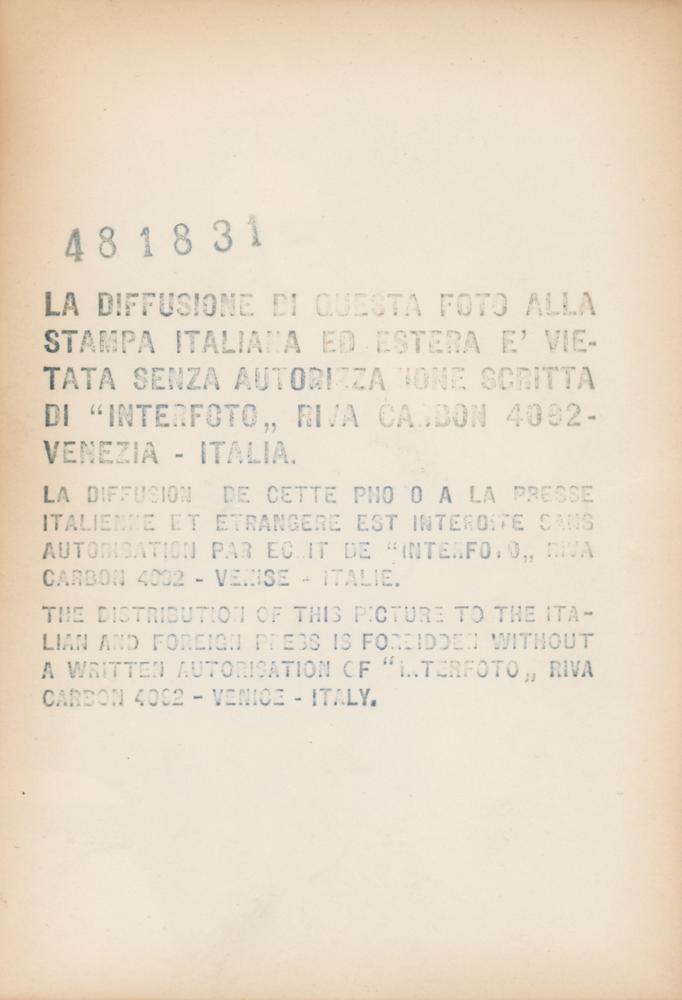 481831
LA DIFFUSIONE DI QUESTA FOTO ALLA
STAMPA ITALIANA ED ESTERA E' VIE-
TATA SENZA AUTORIZZAZIONE SCRITTA
DI “INTERFOTO„ RIVA CARBON 4092-
VENEZIA - ITALIA.
LA DIFFUSION DE CETTE PHOTO A LA PRESSE
ITALIENNE ET ETRANGERE EST INTERDITE SANS
AUTORISATION PAR ECRIT DE “INTERFOTO„ RIVA
CARBON 4092 - VENISE - ITALIE.
THE DISTRIBUTION OF THIS PICTURE TO THE ITA-
LIAN AND FOREIGN PRESS IS FORBIDDEN WITHOUT
A WRITTEN AUTORISATION OF “INTERFOTO„ RIVA
CARBON 4092 - VENICE - ITALY.